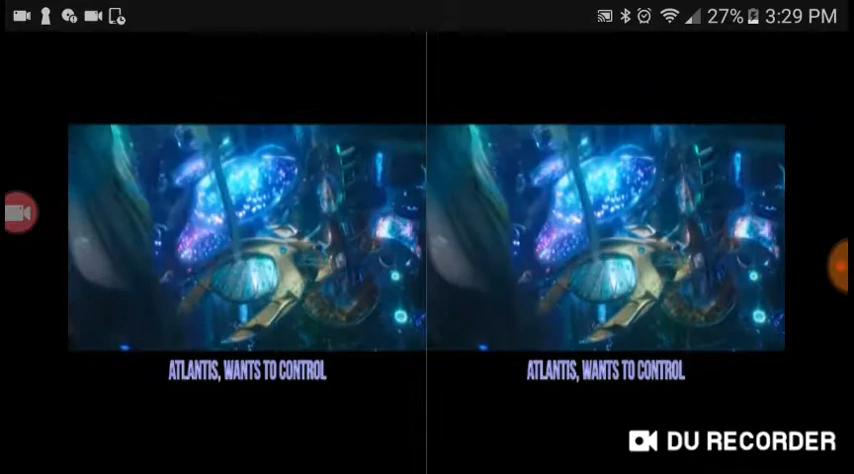 27% 3:29 PM
ATLANTIS, WANTS TO CONTROL
ATLANTIS, WANTS TO CONTROL
DU RECORDER